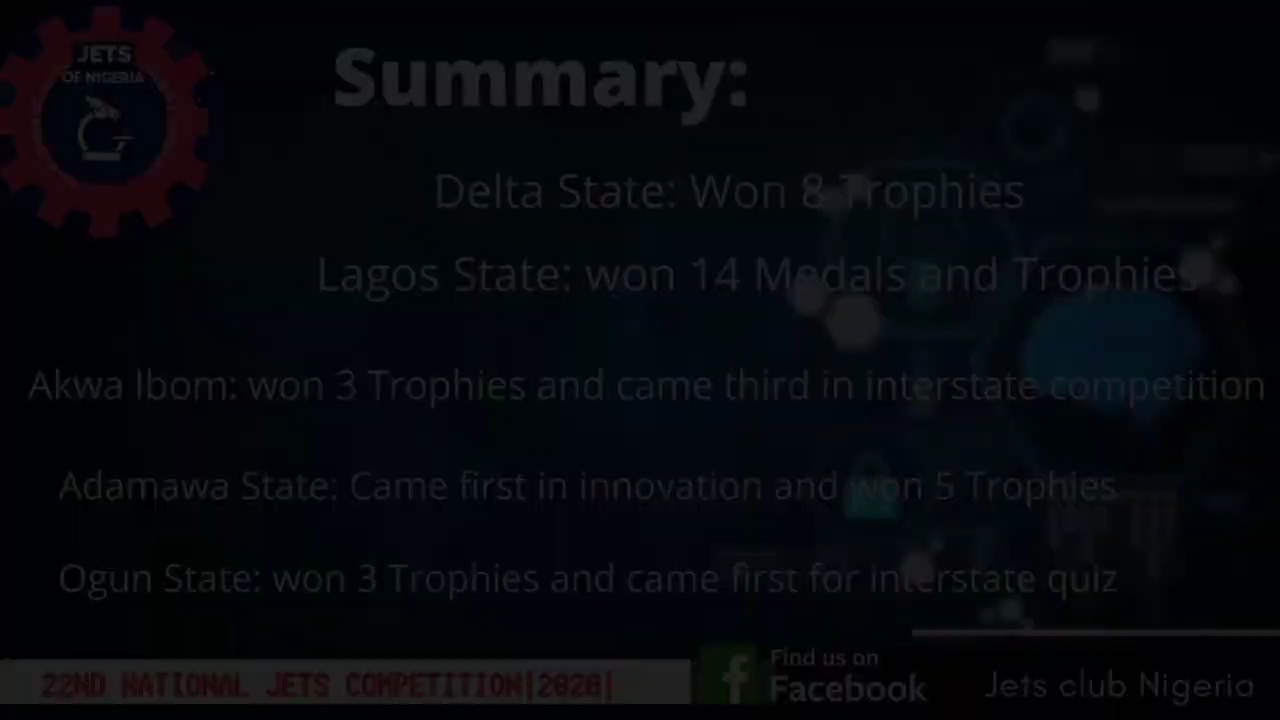 JETS
OF NIGERIA
Summary:
Delta State: Won 8 Trophies
Lagos State: won 14 Medals and Trophies
Akwa Ibom: won 3 Trophies and came third in interstate competition
Adamawa State: Came first in innovation and won 5 Trophies
Ogun State: won 3 Trophies and came first for interstate quiz
22ND NATIONAL JETS COMPETITION|2020|
Find us on
Facebook
Jets club Nigeria